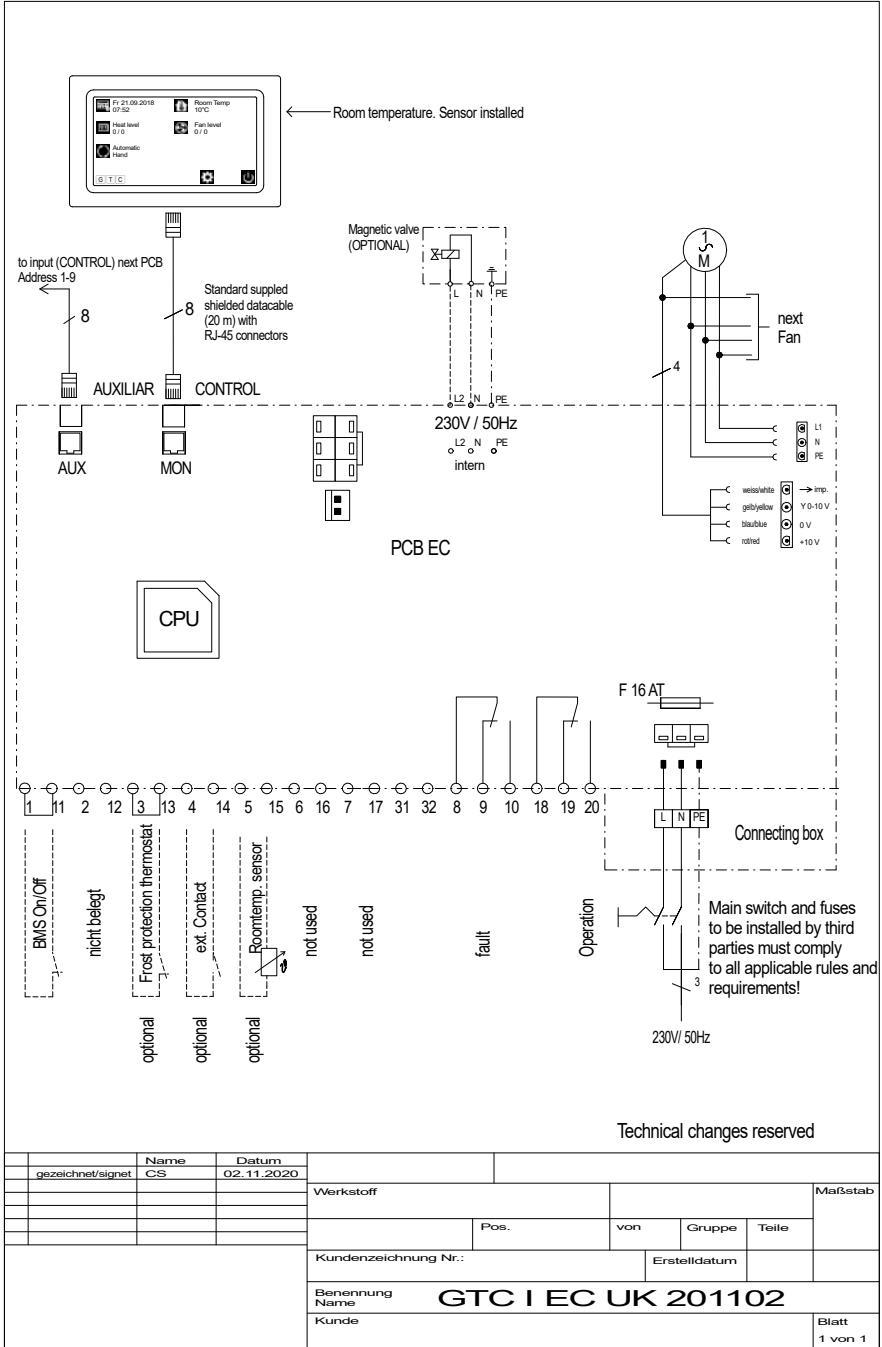 Fr 21.09.2018
07:52
Room Temp
10°C
Heat level
0 / 0
Fan level
0 / 0
Automatic
Hand
G T C
Room temperature. Sensor installed
to input (CONTROL) next PCB
Address 1-9
8
8
Standard suppled
shielded datacable
(20 m) with
RJ-45 connectors
Magnetic valve
(OPTIONAL)
L N PE
1
M
next
Fan
4
AUXILIAR
CONTROL
AUX
MON
L2 N PE
230V / 50Hz
L2 N PE
intern
L1
N
PE
weiss/white → imp.
gelb/yellow Y 0-10 V
blau/blue 0 V
rot/red +10 V
PCB EC
CPU
F 16 AT
1 11 2 12 3 13 4 14 5 15 6 16 7 17 31 32 8 9 10 18 19 20
L N PE
Connecting box
BMS On/Off
nicht belegt
Frost protection thermostat
ext. Contact
Roomtemp. sensor
not used
not used
fault
Operation
optional
optional
optional
Main switch and fuses
to be installed by third
parties must comply
to all applicable rules and
requirements!
3
230V/ 50Hz
Technical changes reserved
Name Datum
gezeichnet/signet CS 02.11.2020
Werkstoff
Maßstab
Pos.
von
Gruppe
Teile
Kundenzeichnung Nr.:
Erstelldatum
Benennung
Name
GTC I EC UK 201102
Kunde
Blatt
1 von 1